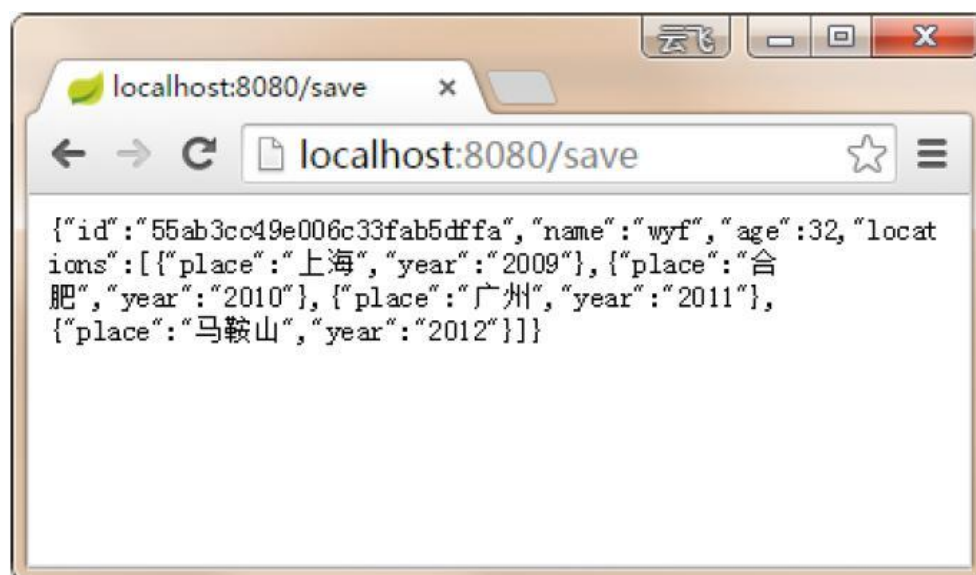 云飞
localhost:8080/save
localhost:8080/save
{"id":"55ab3cc49e006c33fab5dffa","name":"wyf","age":32,"locat
ions":[{"place":"上海","year":"2009"},{"place":"合
肥","year":"2010"},{"place":"广州","year":"2011"},
{"place":"马鞍山","year":"2012"}]}